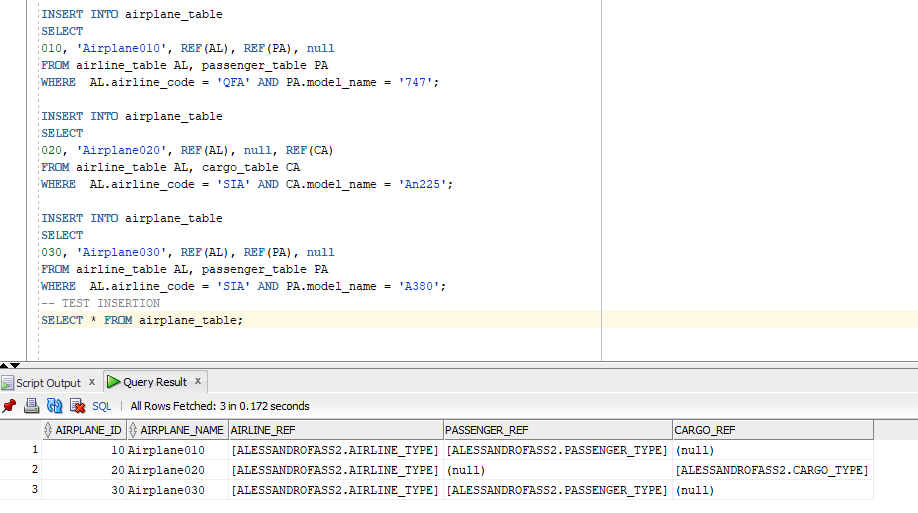 INSERT INTO airplane_table
SELECT
010, 'Airplane010', REF(AL), REF(PA), null
FROM airline_table AL, passenger_table PA
WHERE  AL.airline_code = 'QFA' AND PA.model_name = '747';
INSERT INTO airplane_table
SELECT
020, 'Airplane020', REF(AL), null, REF(CA)
FROM airline_table AL, cargo_table CA
WHERE  AL.airline_code = 'SIA' AND CA.model_name = 'An225';
INSERT INTO airplane_table
SELECT
030, 'Airplane030', REF(AL), REF(PA), null
FROM airline_table AL, passenger_table PA
WHERE  AL.airline_code = 'SIA' AND PA.model_name = 'A380';
-- TEST INSERTION
SELECT * FROM airplane_table;
Script Output x Query Result x
SQL | All Rows Fetched: 3 in 0.172 seconds
AIRPLANE_ID AIRPLANE_NAME AIRLINE_REF PASSENGER_REF CARGO_REF
1 10 Airplane010 [ALESSANDROFASS2.AIRLINE_TYPE] [ALESSANDROFASS2.PASSENGER_TYPE] (null)
2 20 Airplane020 [ALESSANDROFASS2.AIRLINE_TYPE] (null) [ALESSANDROFASS2.CARGO_TYPE]
3 30 Airplane030 [ALESSANDROFASS2.AIRLINE_TYPE] [ALESSANDROFASS2.PASSENGER_TYPE] (null)